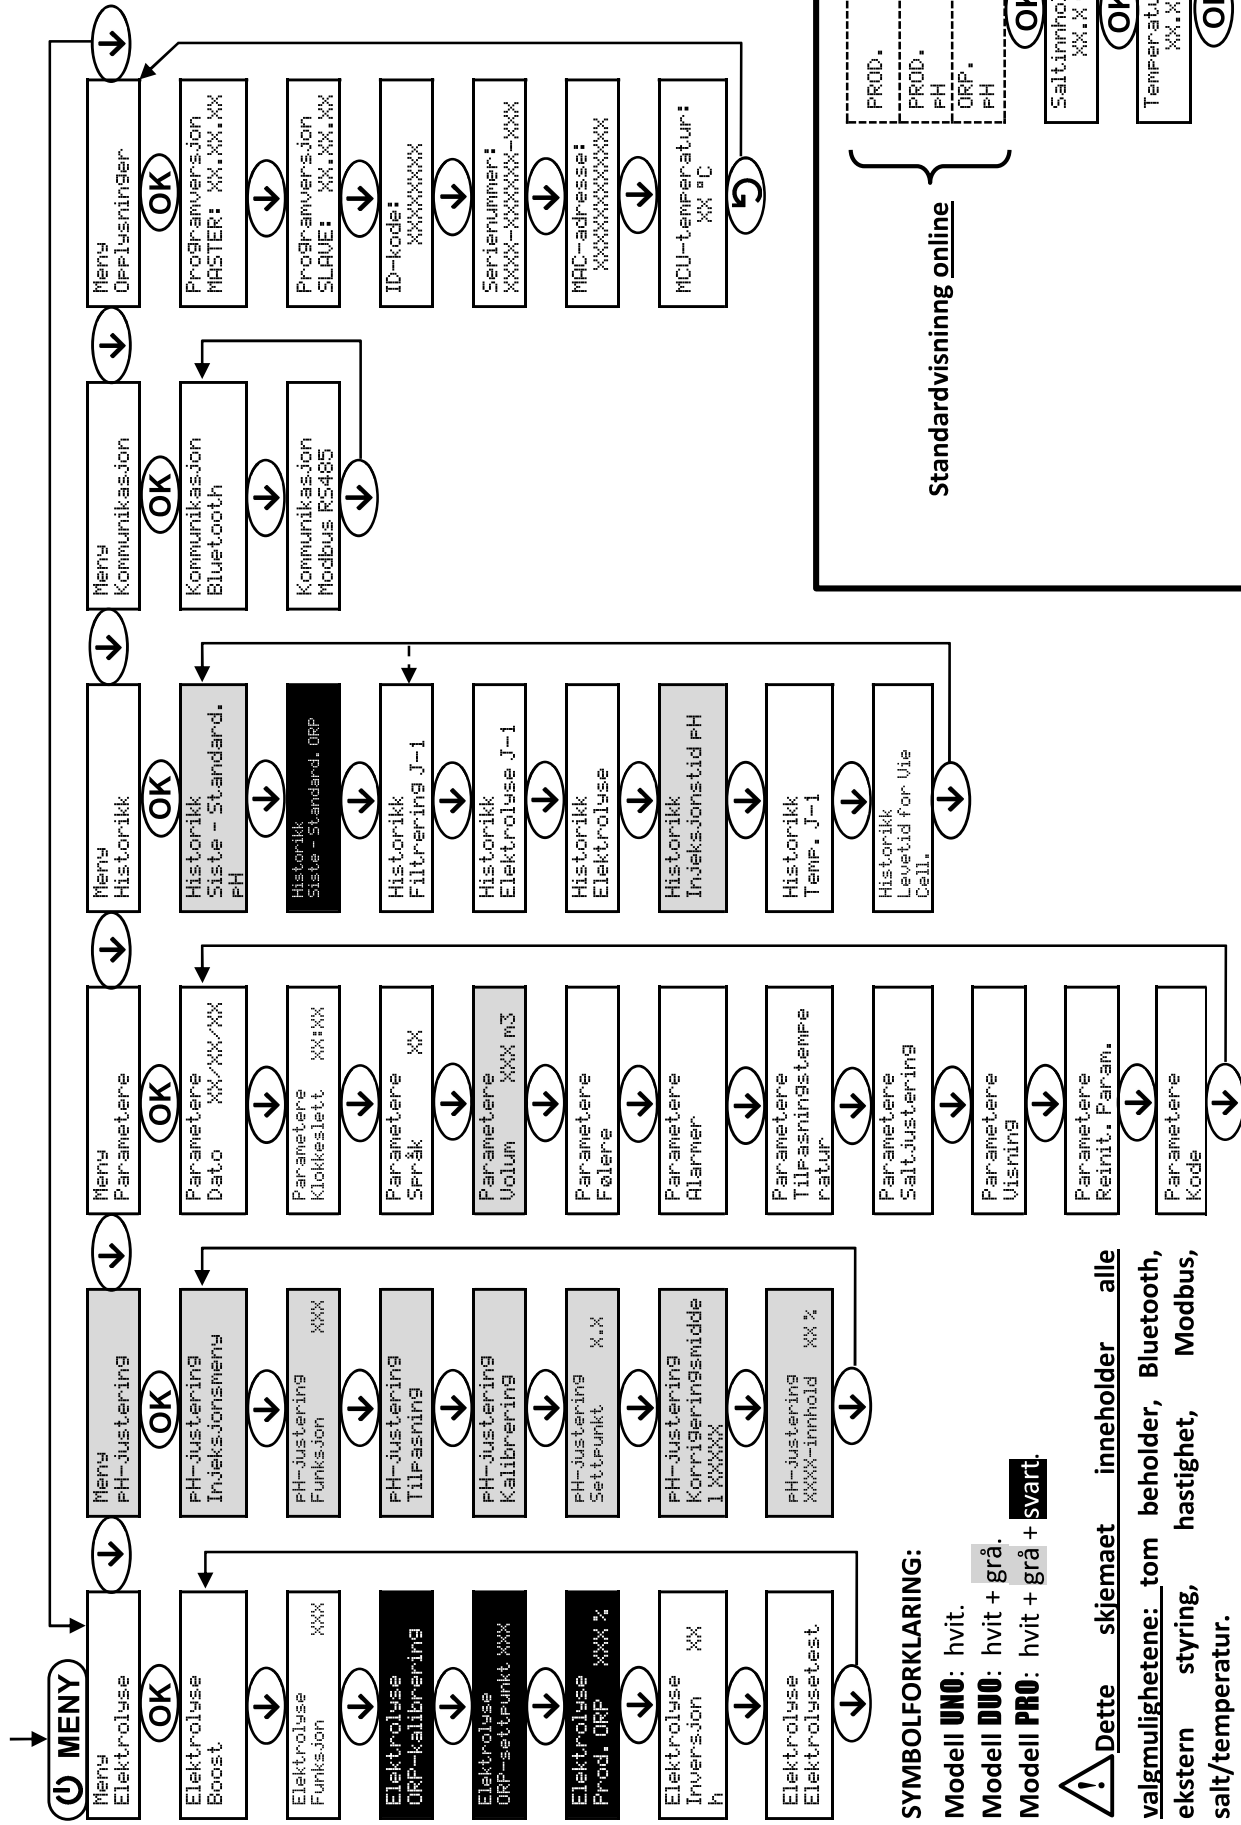 MENY
Meny
Elektrolyse
OK
Elektrolyse
Boost
Elektrolyse
Funksjon XXX
Elektrolyse
ORP-kalibrering
Elektrolyse
ORP-settpunkt XXX
Elektrolyse
Prod. ORP XXX %
Elektrolyse
Inversjon XX
h
Elektrolyse
Elektrolysetest
Meny
pH-justering
OK
pH-justering
Injeksjonsmeny
pH-justering
Funksjon XXX
pH-justering
Tilpasning
pH-justering
Kalibrering
pH-justering
Settpunkt X.X
pH-justering
Korrigeringsmidde
l XXXXX
pH-justering
XXXX-innhold XX %
Meny
Parametere
OK
Parametere
Dato XX/XX/XX
Parametere
Klokkeslett XX:XX
Parametere
Språk XX
Parametere
Volum XXX m3
Parametere
Følere
Parametere
Alarmer
Parametere
Tilpasningstempe
ratur
Parametere
Saltjustering
Parametere
Visning
Parametere
Reinit. Param.
Parametere
Kode
Meny
Historikk
OK
Historikk
Siste - Standard.
pH
Historikk
Siste - Standard. ORP
Historikk
Filtrering J-1
Historikk
Elektrolyse J-1
Historikk
Elektrolyse
Historikk
Injeksjonstid pH
Historikk
Temp. J-1
Historikk
Levetid for Vie
Cell.
Meny
Kommunikasjon
OK
Kommunikasjon
Bluetooth
Kommunikasjon
Modbus RS485
Meny
Opplysninger
OK
Programversjon
MASTER: XX.XX.XX
Programversjon
SLAVE: XX.XX.XX
ID-kode:
XXXXXXXX
Serienummer:
XXXX-XXXXXX-XXX
MAC-adresse:
XXXXXXXXXXXX
MCU-temperatur:
XX °C
SYMBOLFORKLARING:
Modell UNO: hvit.
Modell DUO: hvit + grå.
Modell PRO: hvit + grå + svart.
Dette skjemaet inneholder alle
valgmulighetene: tom beholder, Bluetooth,
ekstern styring, hastighet, Modbus,
salt/temperatur.
Standardvisning online
PROD.
PROD.
pH
ORP.
pH
OK
Saltinnho
XX.X
OK
Temperatu
XX.X